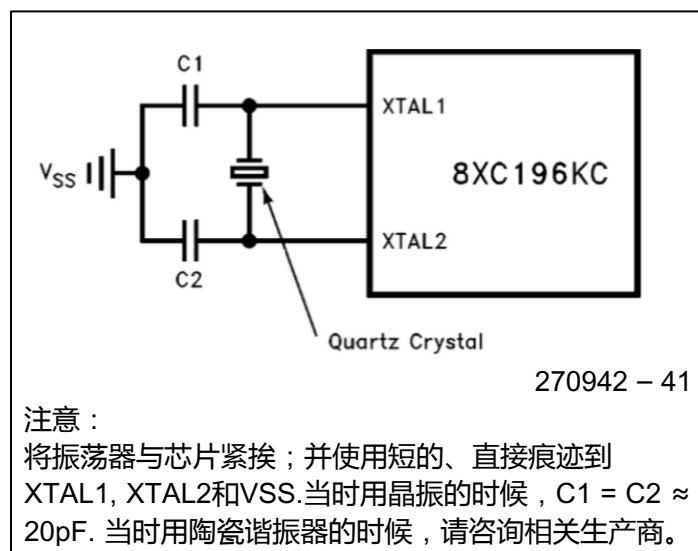 C1
XTAL1
V_SS
8XC196KC
XTAL2
C2
Quartz Crystal
270942 – 41
注意：
将振荡器与芯片紧挨；并使用短的、直接痕迹到
XTAL1, XTAL2和VSS.当时用晶振的时候，C1 = C2 ≈
20pF. 当时用陶瓷谐振器的时候，请咨询相关生产商。